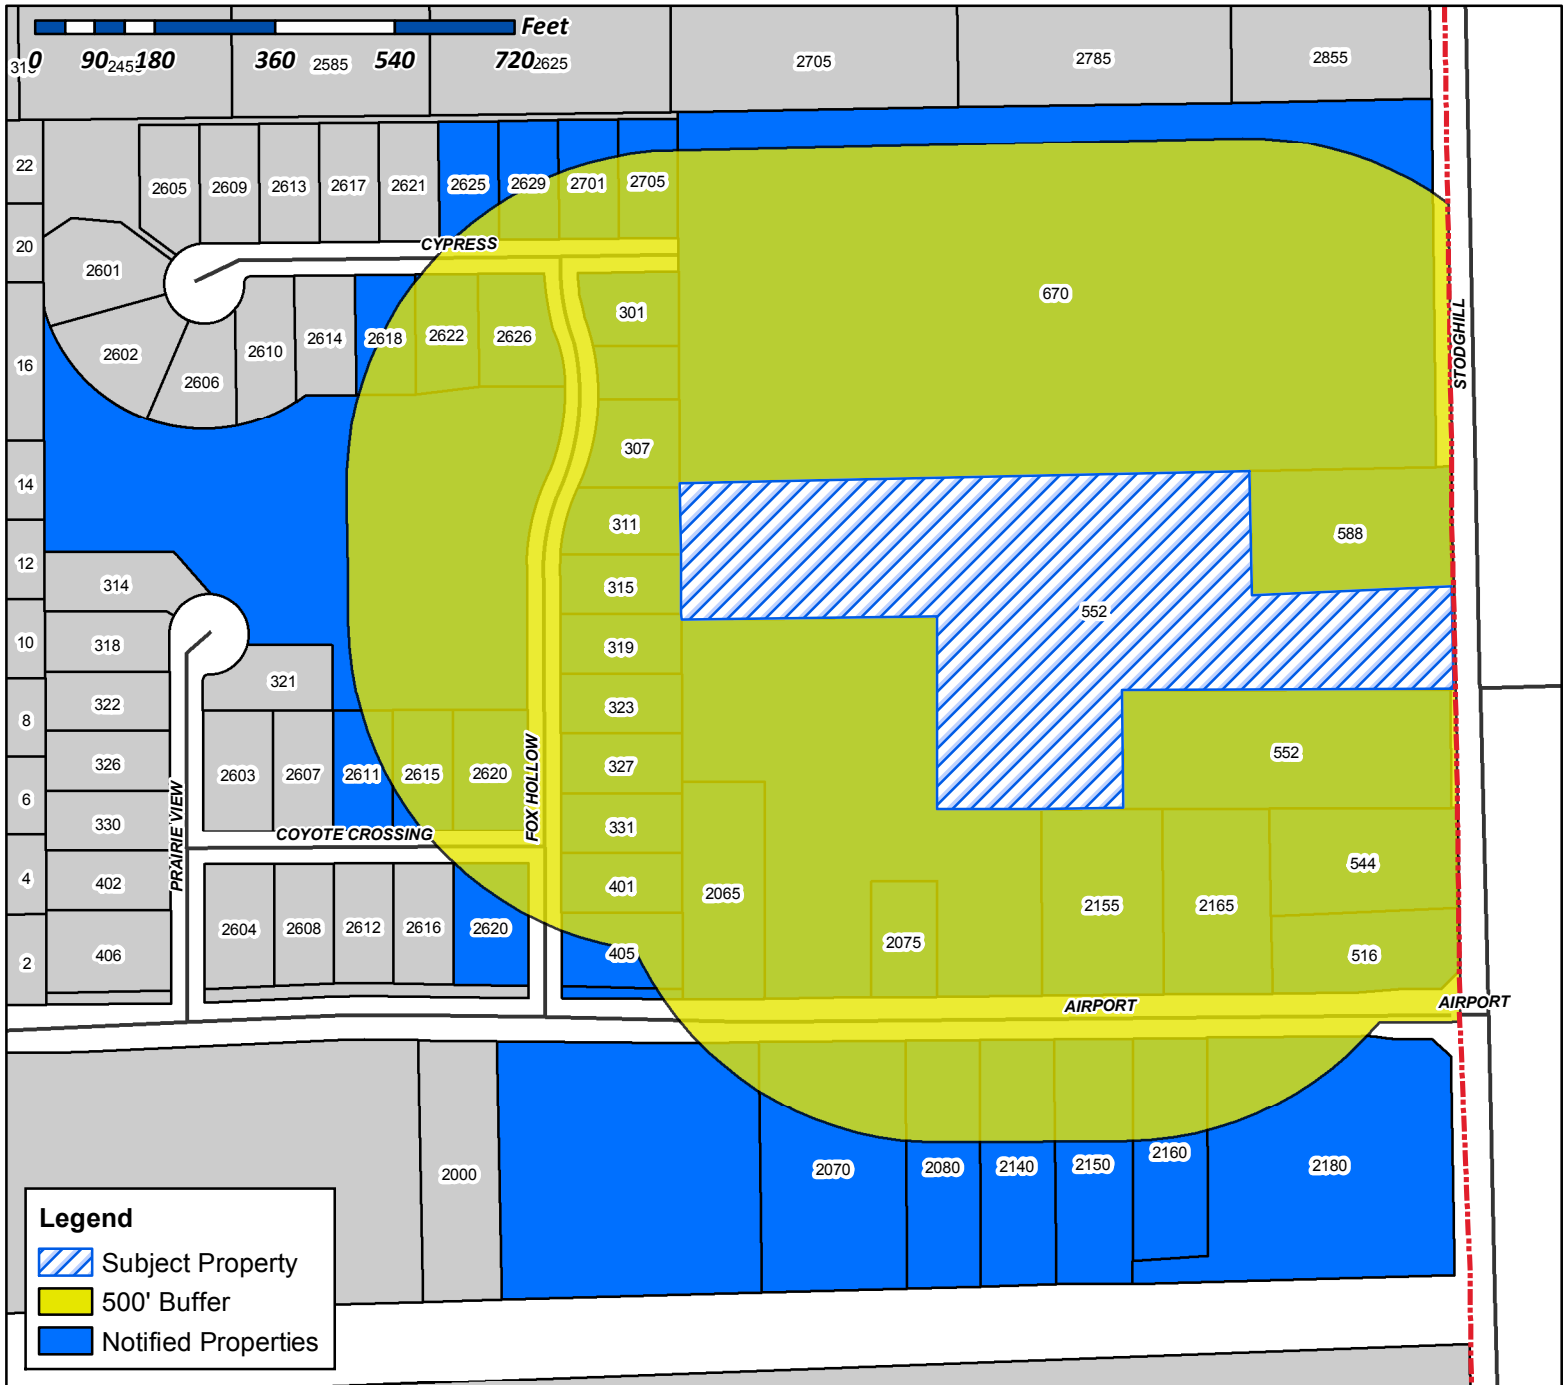 Feet
0 90 180 360 540 720
2585 2625 2705 2785 2855
22 2605 2609 2613 2617 2621 2625 2629 2701 2705
20 2601 CYPRESS
670
301
16 2602 2606 2610 2614 2618 2622 2626
STODGHILL
307
14 311 588
12 314 315 552
10 318 319
321
8 322 323
326 327 552
6 2603 2607 2611 2615 2620
PRAIRIE VIEW
FOX HOLLOW
330 331
COYOTE CROSSING
4 402 401 2065 2155 2165 544
2604 2608 2612 2616 2620
2 406 405 2075 516
AIRPORT AIRPORT
2000 2070 2080 2140 2150 2160 2180
Legend
Subject Property
500' Buffer
Notified Properties